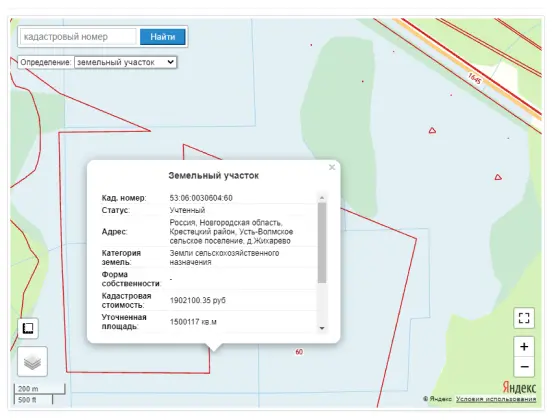 кадастровый номер
Найти
Определение: земельный участок
1645
Земельный участок
×
Кад. номер: 53:06:0030604:60
Статус: Учтенный
Адрес: Россия, Новгородская область,
Крестецкий район, Усть-Волмское
сельское поселение, д.Жихарево
Категория земель: Земли сельскохозяйственного
назначения
Форма собственности: -
Кадастровая стоимость: 1902100.35 руб
Уточненная площадь: 1500117 кв.м
60
+
−
200 m
500 ft
Яндекс
© Яндекс Условия использования